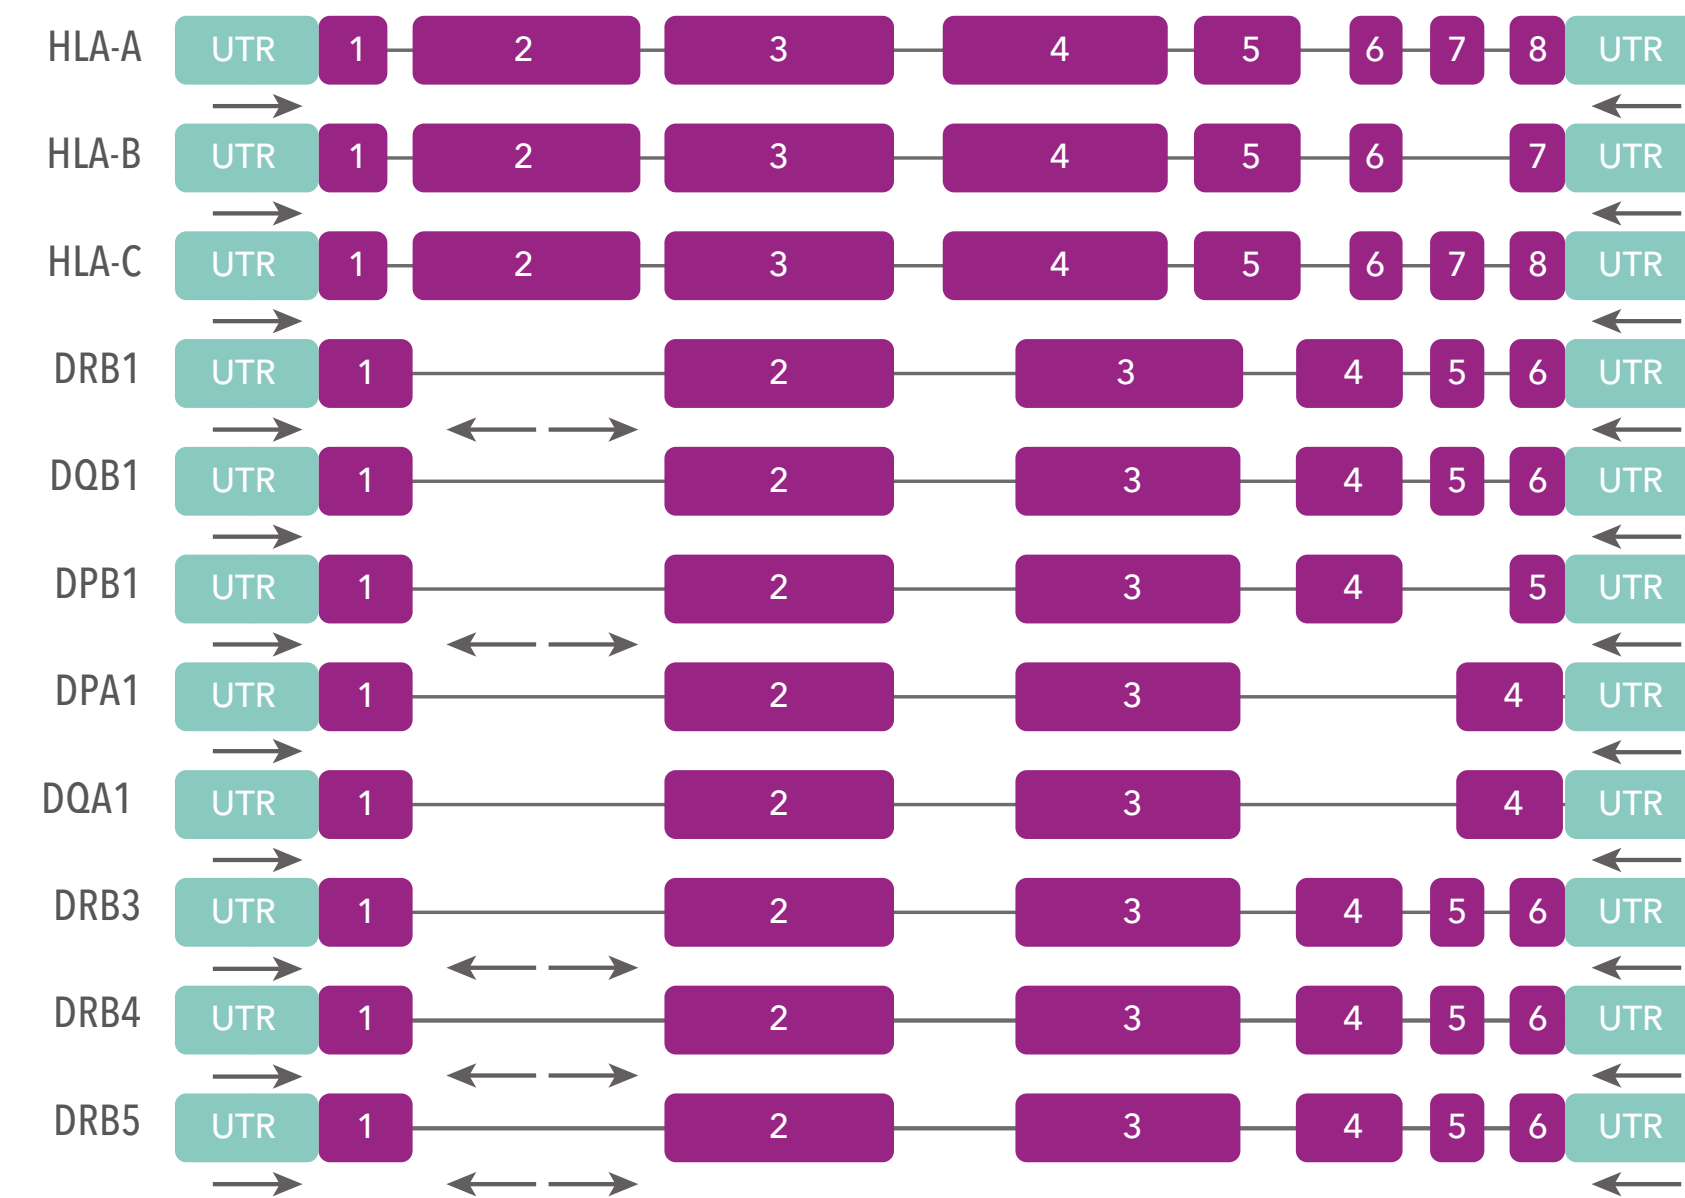 HLA-A UTR 1 2 3 4 5 6 7 8 UTR
HLA-B UTR 1 2 3 4 5 6 7 UTR
HLA-C UTR 1 2 3 4 5 6 7 8 UTR
DRB1 UTR 1 2 3 4 5 6 UTR
DQB1 UTR 1 2 3 4 5 6 UTR
DPB1 UTR 1 2 3 4 5 UTR
DPA1 UTR 1 2 3 4 UTR
DQA1 UTR 1 2 3 4 UTR
DRB3 UTR 1 2 3 4 5 6 UTR
DRB4 UTR 1 2 3 4 5 6 UTR
DRB5 UTR 1 2 3 4 5 6 UTR